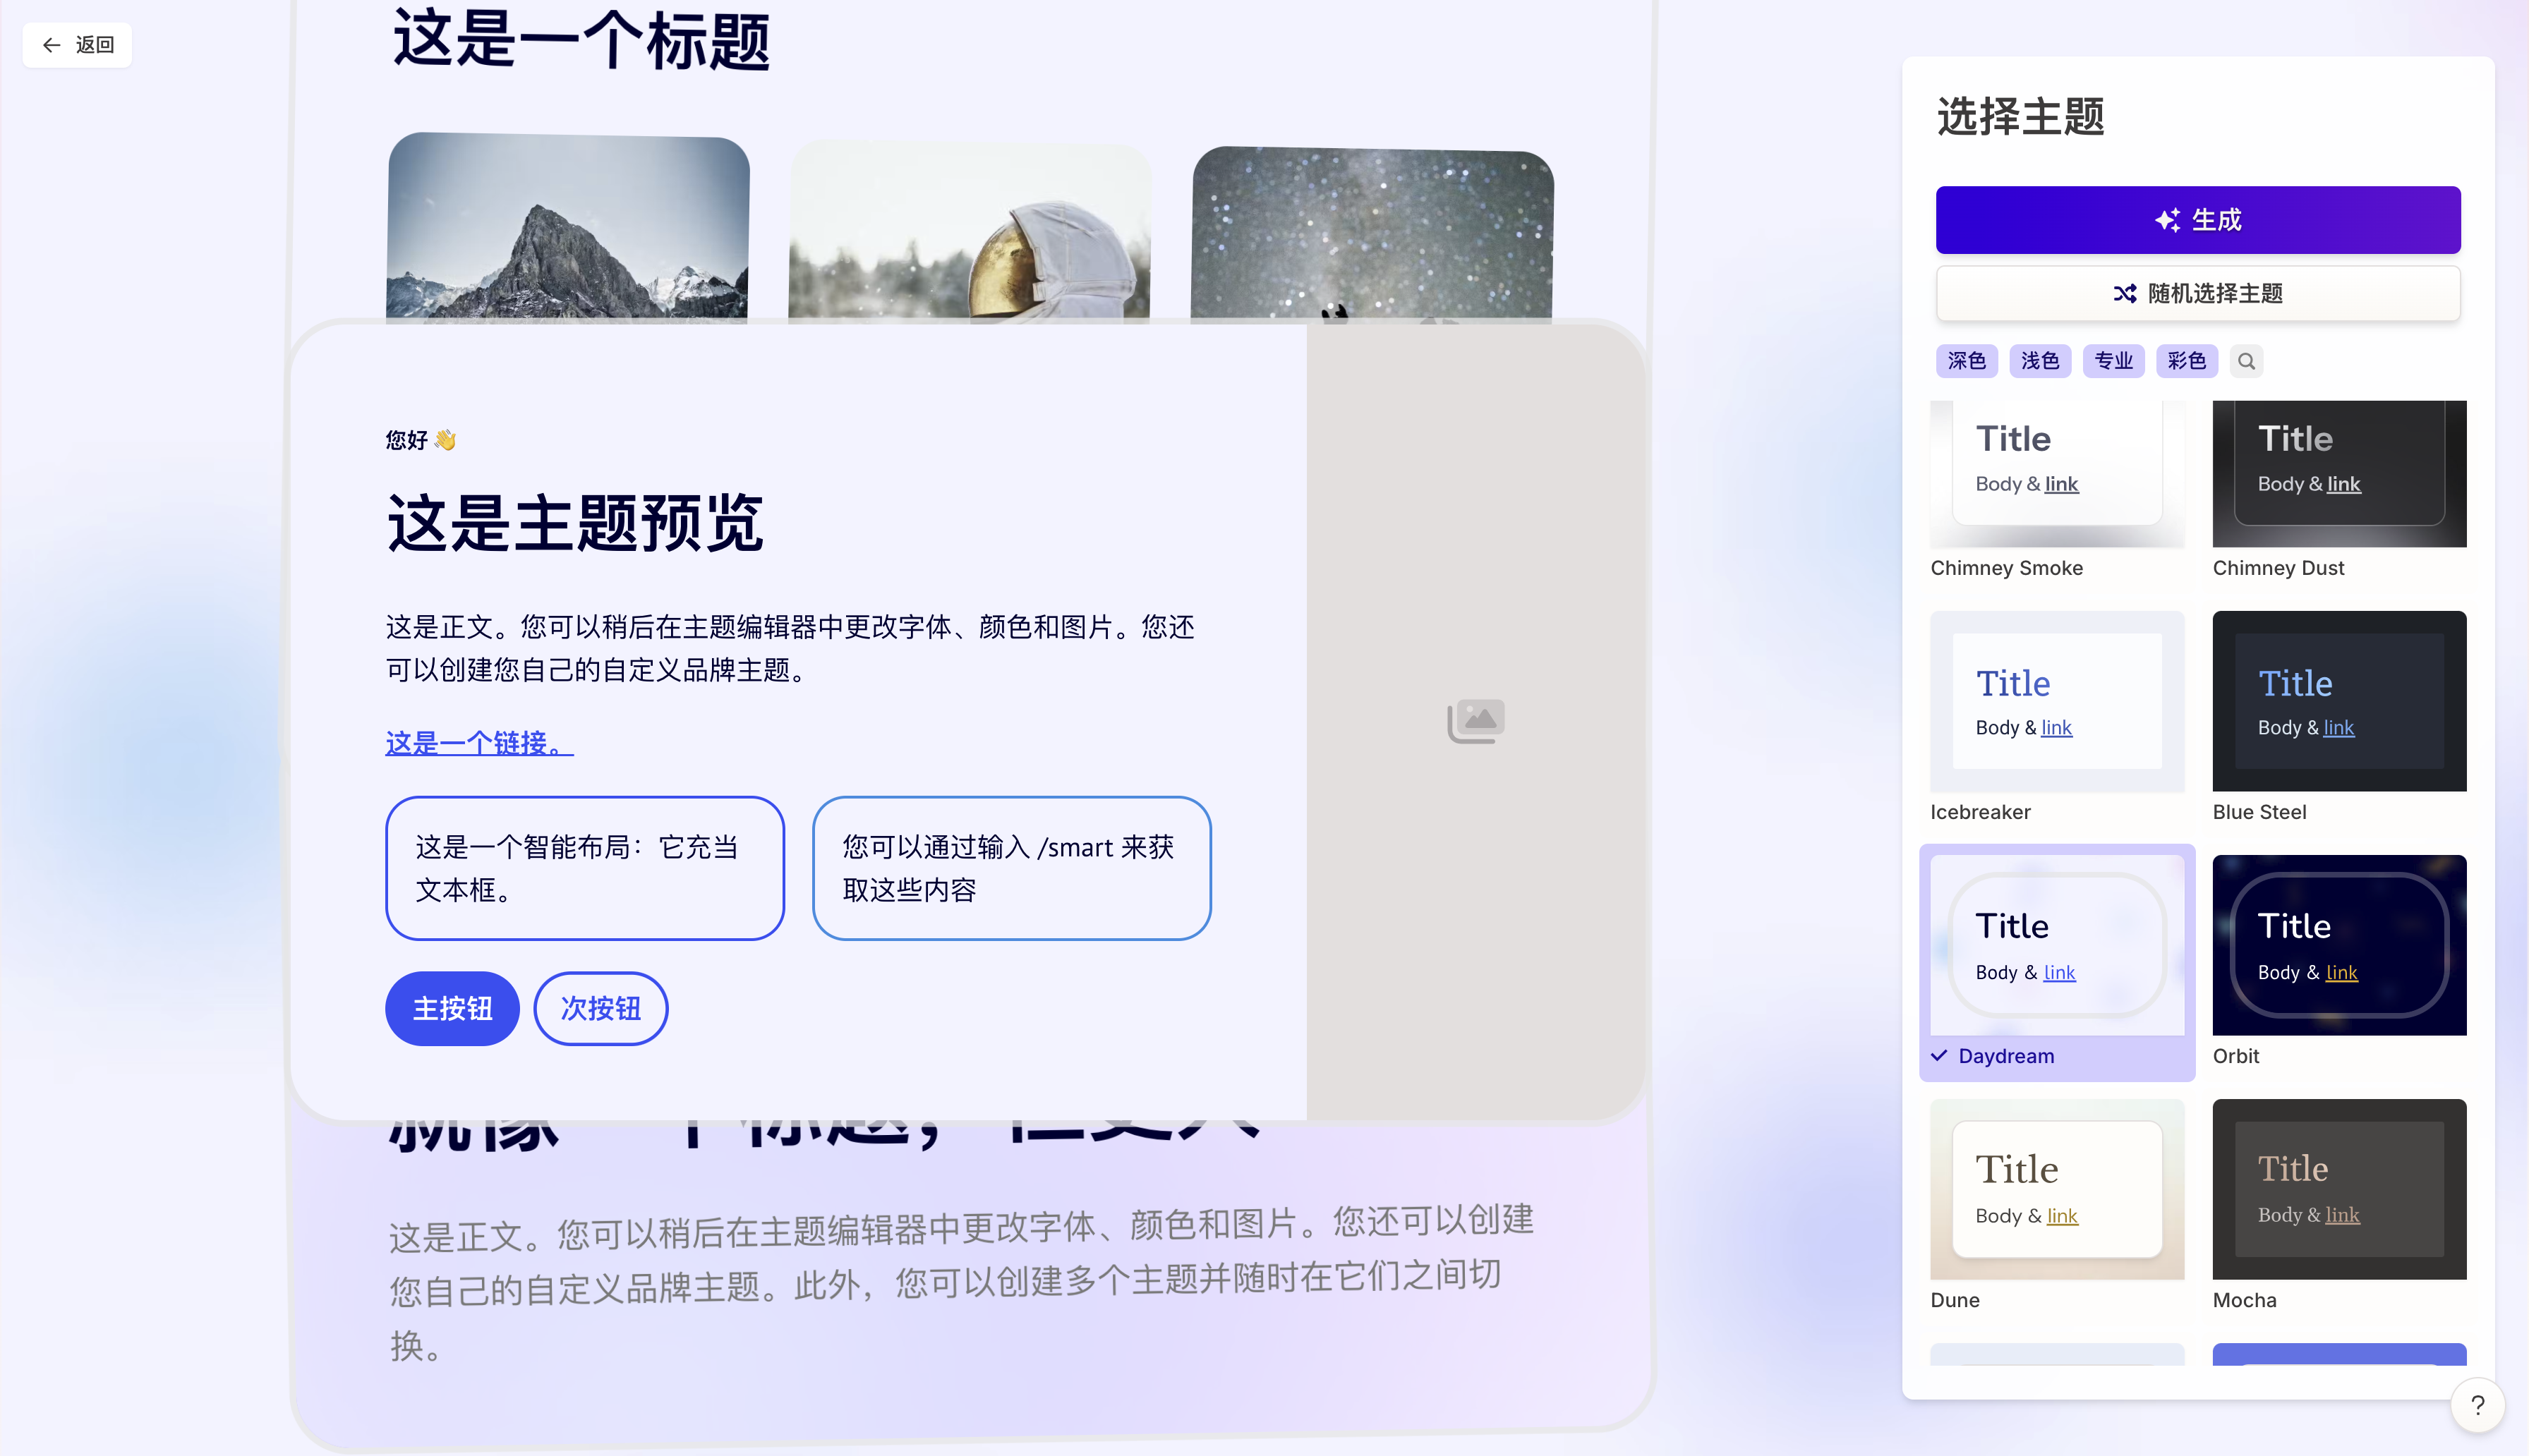 返回
这是一个标题
您好 👋
这是主题预览
这是正文。您可以稍后在主题编辑器中更改字体、颜色和图片。您还
可以创建您自己的自定义品牌主题。
这是一个链接。
这是一个智能布局：它充当
文本框。
您可以通过输入 /smart 来获
取这些内容
主按钮
次按钮
就像一个标题，但更大
这是正文。您可以稍后在主题编辑器中更改字体、颜色和图片。您还可以创建
您自己的自定义品牌主题。此外，您可以创建多个主题并随时在它们之间切
换。
选择主题
生成
随机选择主题
深色 浅色 专业 彩色
Title
Body & link
Chimney Smoke
Title
Body & link
Chimney Dust
Title
Body & link
Icebreaker
Title
Body & link
Blue Steel
Title
Body & link
Daydream
Title
Body & link
Orbit
Title
Body & link
Dune
Title
Body & link
Mocha
?